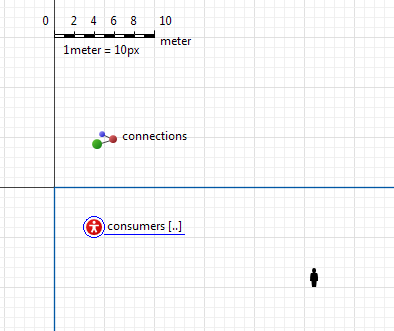 0 2 4 6 8 10
meter
1meter = 10px
connections
consumers [..]